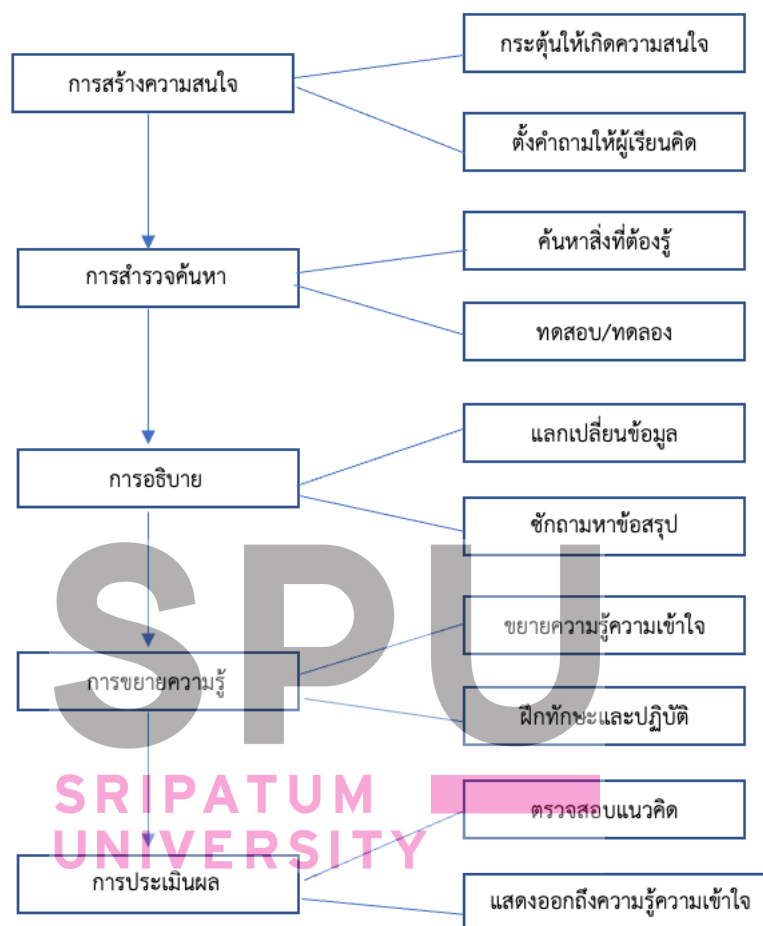 กระตุ้นให้เกิดความสนใจ
การสร้างความสนใจ
ตั้งคำถามให้ผู้เรียนคิด
ค้นหาสิ่งที่ต้องรู้
การสำรวจค้นหา
ทดสอบ/ทดลอง
แลกเปลี่ยนข้อมูล
การอธิบาย
ซักถามหาข้อสรุป
SPU
ขยายความรู้ความเข้าใจ
การขยายความรู้
ฝึกทักษะและปฏิบัติ
SRIPATUM
UNIVERSITY
ตรวจสอบแนวคิด
การประเมินผล
แสดงออกถึงความรู้ความเข้าใจ